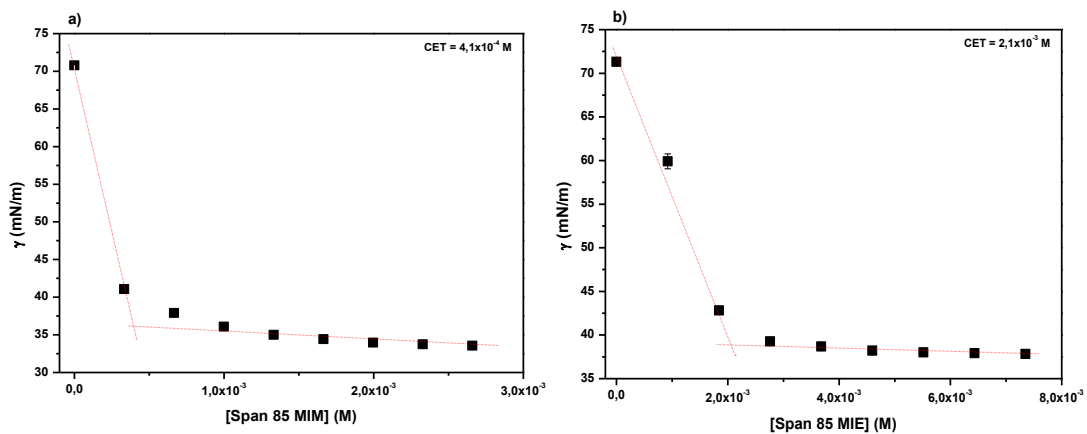 a)
CET = 4,1x10⁻⁴ M
75
70
65
60
55
50
45
40
35
30
γ (mN/m)
0,0
1,0x10⁻³
2,0x10⁻³
3,0x10⁻³
[Span 85 MIM] (M)
b)
CET = 2,1x10⁻³ M
75
70
65
60
55
50
45
40
35
γ (mN/m)
0,0
2,0x10⁻³
4,0x10⁻³
6,0x10⁻³
8,0x10⁻³
[Span 85 MIE] (M)